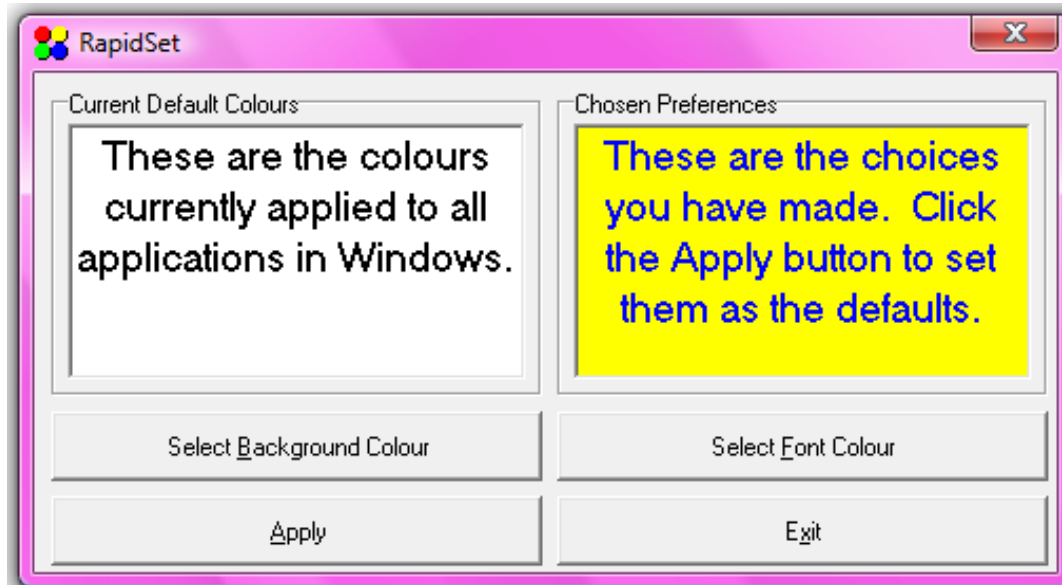 RapidSet
Current Default Colours
These are the colours
currently applied to all
applications in Windows.
Chosen Preferences
These are the choices
you have made.  Click
the Apply button to set
them as the defaults.
Select Background Colour
Select Font Colour
Apply
Exit